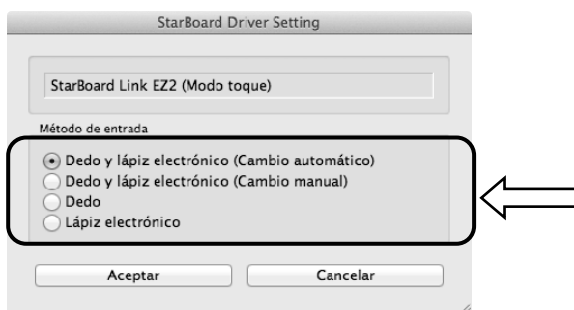 StarBoard Driver Setting
StarBoard Link EZ2 (Modo toque)
Método de entrada
Dedo y lápiz electrónico (Cambio automático)
Dedo y lápiz electrónico (Cambio manual)
Dedo
Lápiz electrónico
Aceptar Cancelar